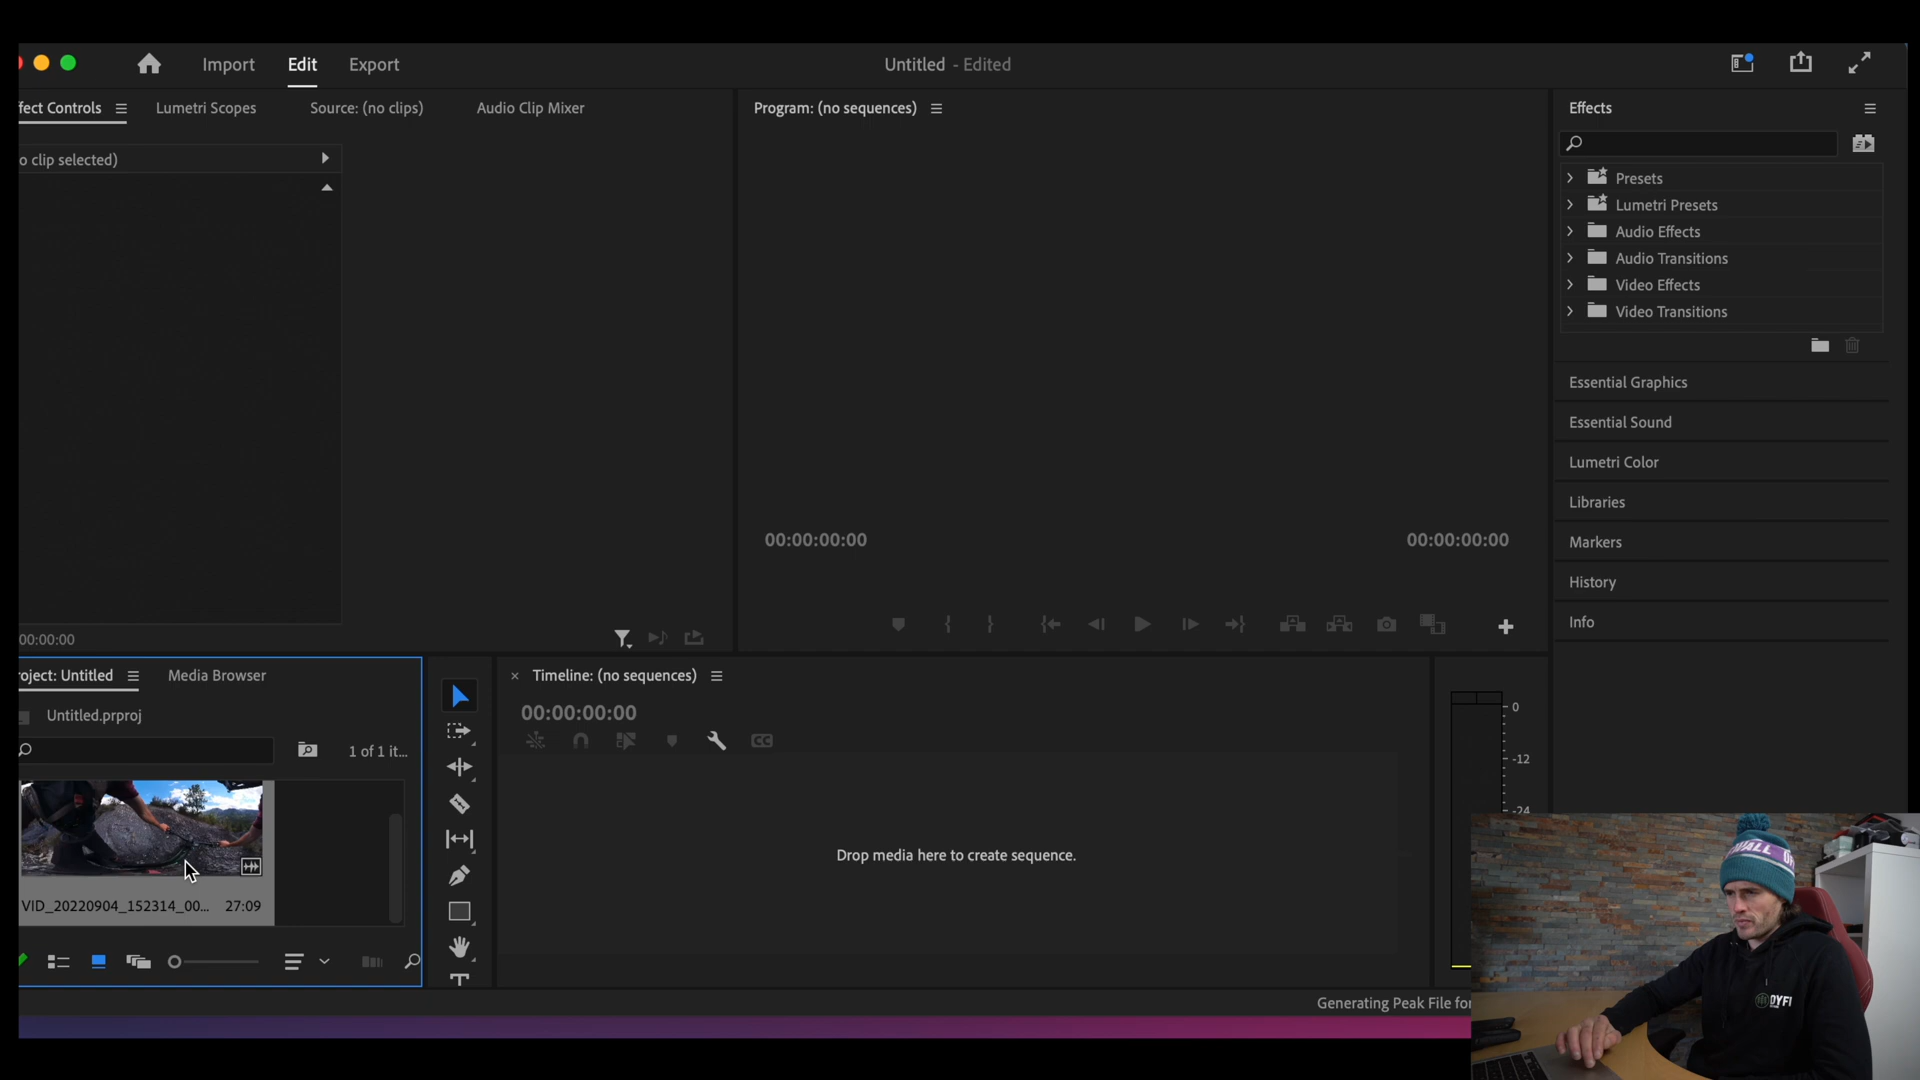 Import Edit Export
Untitled - Edited
fect Controls
Lumetri Scopes
Source: (no clips)
Audio Clip Mixer
Program: (no sequences)
Effects
o clip selected)
Presets
Lumetri Presets
Audio Effects
Audio Transitions
Video Effects
Video Transitions
Essential Graphics
Essential Sound
Lumetri Color
Libraries
Markers
History
Info
00:00:00:00
00:00:00:00
00:00:00
oject: Untitled
Media Browser
Untitled.prproj
1 of 1 it...
VID_20220904_152314_00...
27:09
Timeline: (no sequences)
00:00:00:00
CC
Drop media here to create sequence.
0
-12
-24
Generating Peak File for